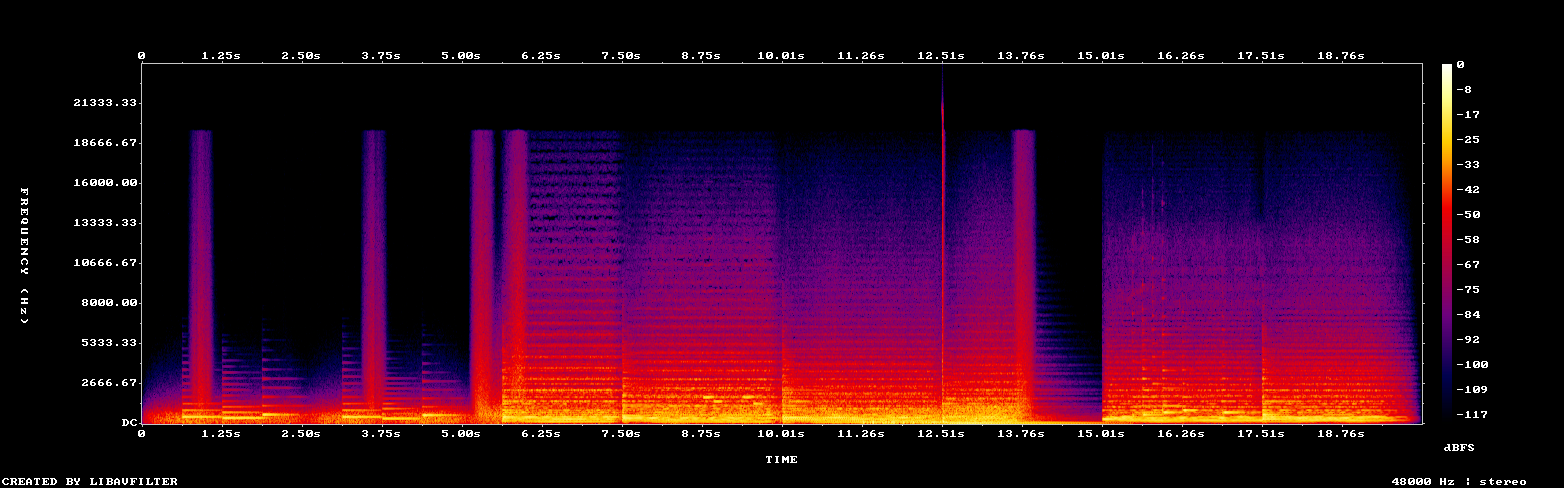 0 1.25s 2.50s 3.75s 5.00s 6.25s 7.50s 8.75s 10.01s 11.26s 12.51s 13.76s 15.01s 16.26s 17.51s 18.76s
21333.33
18666.67
16000.00
13333.33
10666.67
8000.00
5333.33
2666.67
DC
FREQUENCY (Hz)
0
-8
-17
-25
-33
-42
-50
-58
-67
-75
-84
-92
-100
-109
-117
0 1.25s 2.50s 3.75s 5.00s 6.25s 7.50s 8.75s 10.01s 11.26s 12.51s 13.76s 15.01s 16.26s 17.51s 18.76s
dBFS
TIME
CREATED BY LIBAVFILTER
48000 Hz | stereo